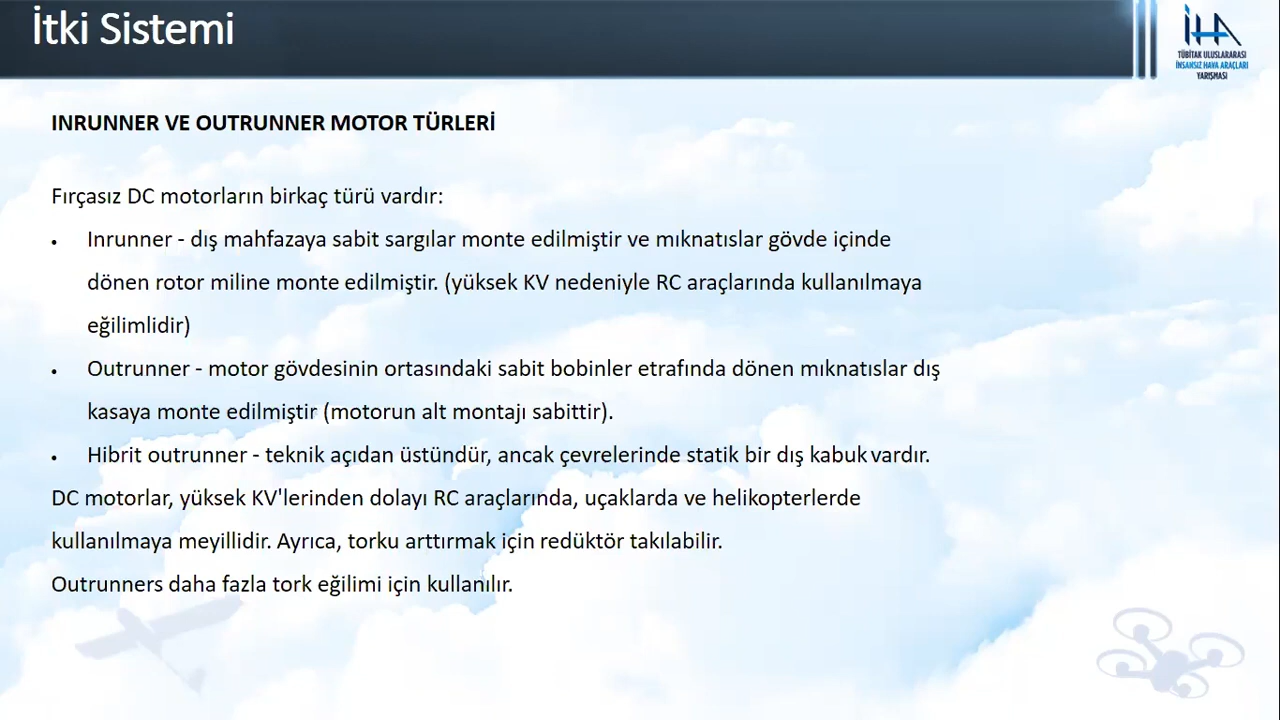 İtki Sistemi
İHA
TÜBİTAK ULUSLARARASI
İNSANSIZ HAVA ARAÇLARI
YARIŞMASI
INRUNNER VE OUTRUNNER MOTOR TÜRLERİ
Fırçasız DC motorların birkaç türü vardır:
• Inrunner - dış mahfazaya sabit sargılar monte edilmiştir ve mıknatıslar gövde içinde
dönen rotor miline monte edilmiştir. (yüksek KV nedeniyle RC araçlarında kullanılmaya
eğilimlidir)
• Outrunner - motor gövdesinin ortasındaki sabit bobinler etrafında dönen mıknatıslar dış
kasaya monte edilmiştir (motorun alt montajı sabittir).
• Hibrit outrunner - teknik açıdan üstündür, ancak çevrelerinde statik bir dış kabuk vardır.
DC motorlar, yüksek KV'lerinden dolayı RC araçlarında, uçaklarda ve helikopterlerde
kullanılmaya meyillidir. Ayrıca, torku arttırmak için redüktör takılabilir.
Outrunners daha fazla tork eğilimi için kullanılır.